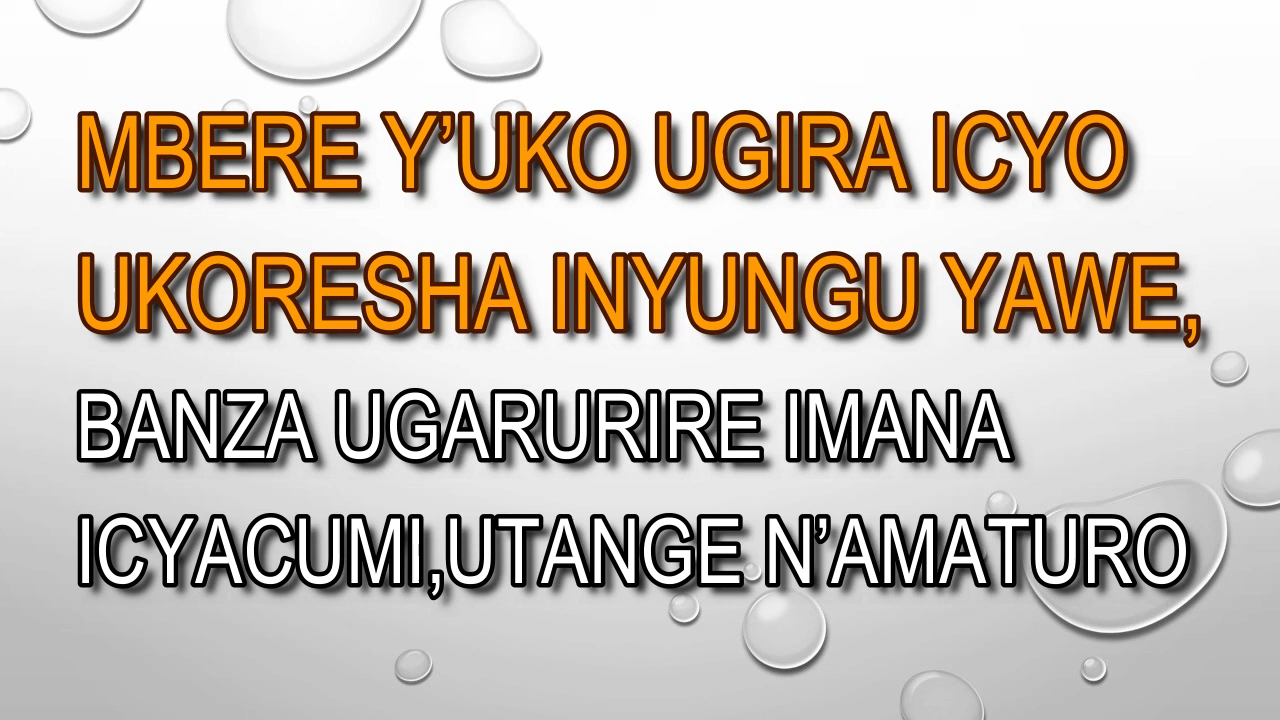 MBERE Y’UKO UGIRA ICYO
UKORESHA INYUNGU YAWE,
BANZA UGARURIRE IMANA
ICYACUMI,UTANGE N’AMATURO